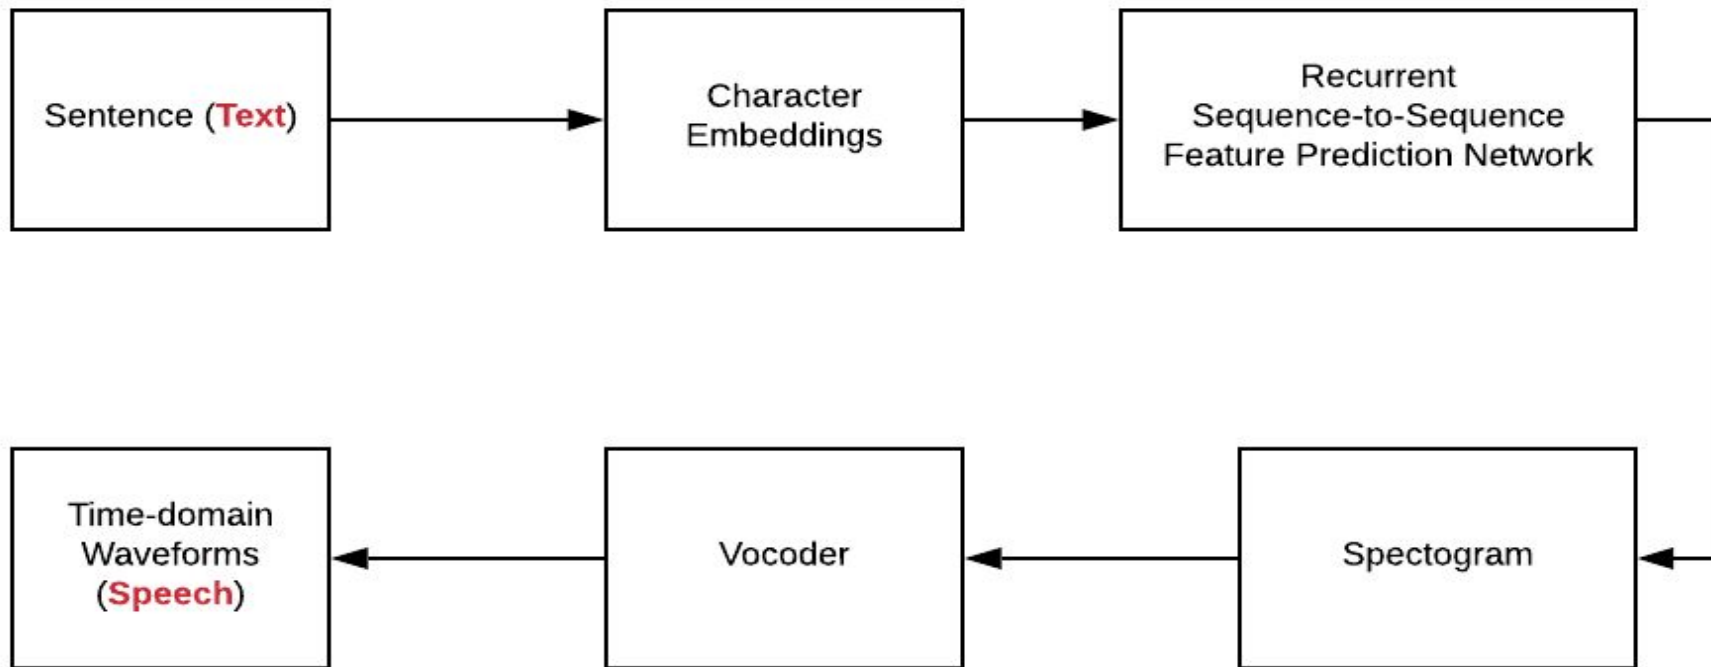 Sentence (Text)
Character
Embeddings
Recurrent
Sequence-to-Sequence
Feature Prediction Network
Spectogram
Vocoder
Time-domain
Waveforms
(Speech)